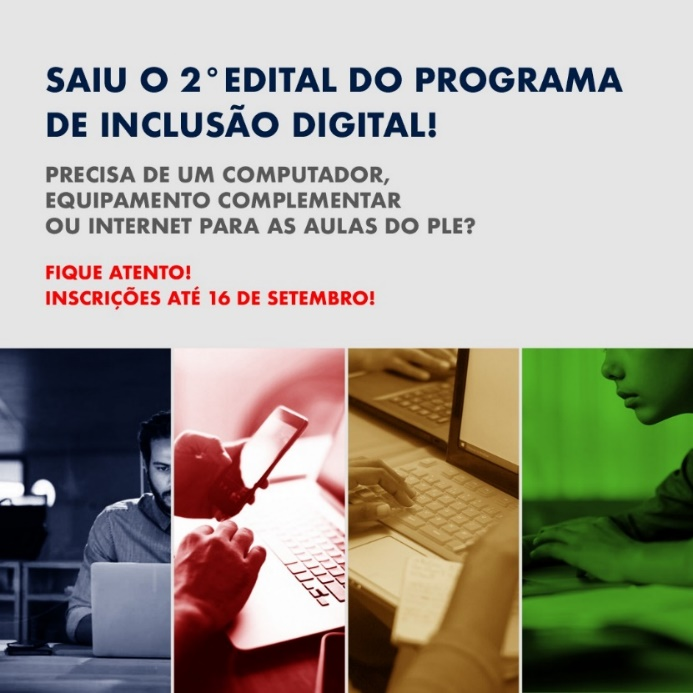 SAIU O 2° EDITAL DO PROGRAMA
DE INCLUSÃO DIGITAL!
PRECISA DE UM COMPUTADOR,
EQUIPAMENTO COMPLEMENTAR
OU INTERNET PARA AS AULAS DO PLE?
FIQUE ATENTO!
INSCRIÇÕES ATÉ 16 DE SETEMBRO!